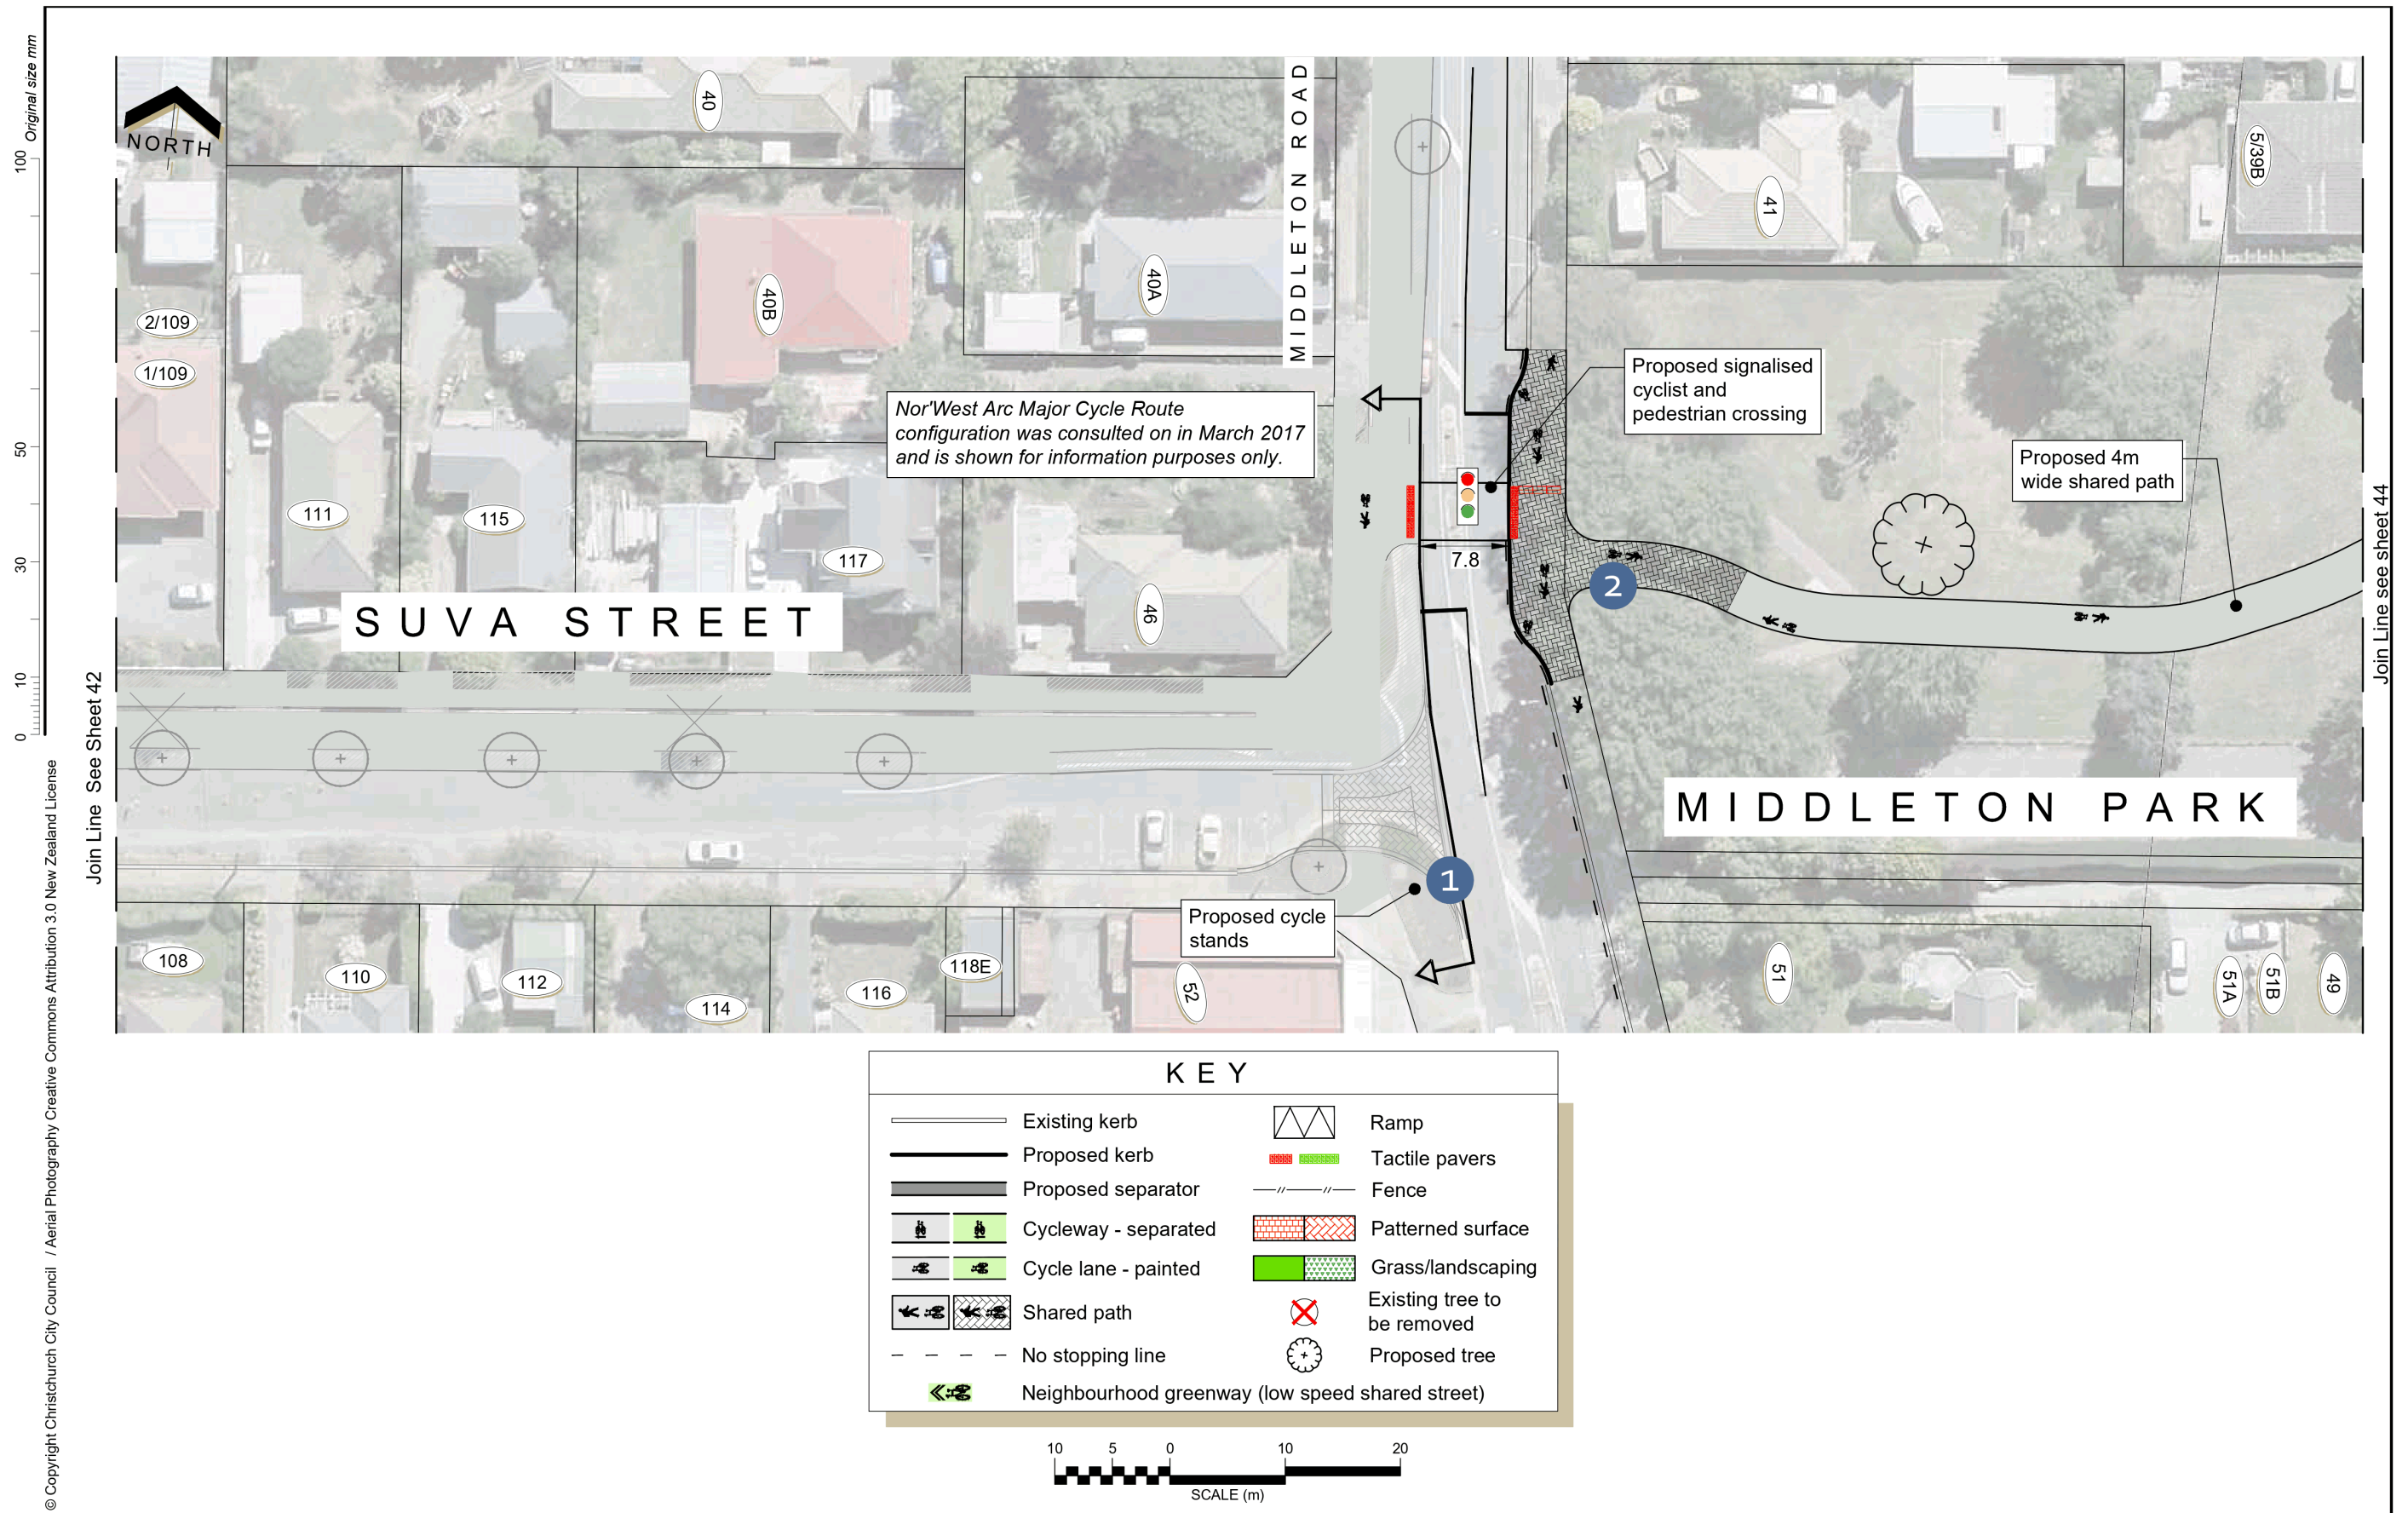 Original size mm
100
50
30
10
0
NORTH
40
MIDDLETON ROAD
41
5/39B
40B
40A
2/109
1/109
Proposed signalised
cyclist and
pedestrian crossing
Nor'West Arc Major Cycle Route
configuration was consulted on in March 2017
and is shown for information purposes only.
Proposed 4m
wide shared path
111
115
117
46
7.8
2
SUVA STREET
Join Line See Sheet 42
Join Line see sheet 44
MIDDLETON PARK
1
Proposed cycle
stands
108
110
112
114
116
118E
52
51
51A
51B
49
KEY
Existing kerb
Proposed kerb
Proposed separator
Cycleway - separated
Cycle lane - painted
Shared path
No stopping line
Neighbourhood greenway (low speed shared street)
Ramp
Tactile pavers
Fence
Patterned surface
Grass/landscaping
Existing tree to
be removed
Proposed tree
10 5 0 10 20
SCALE (m)
© Copyright Christchurch City Council / Aerial Photography Creative Commons Attribution 3.0 New Zealand License